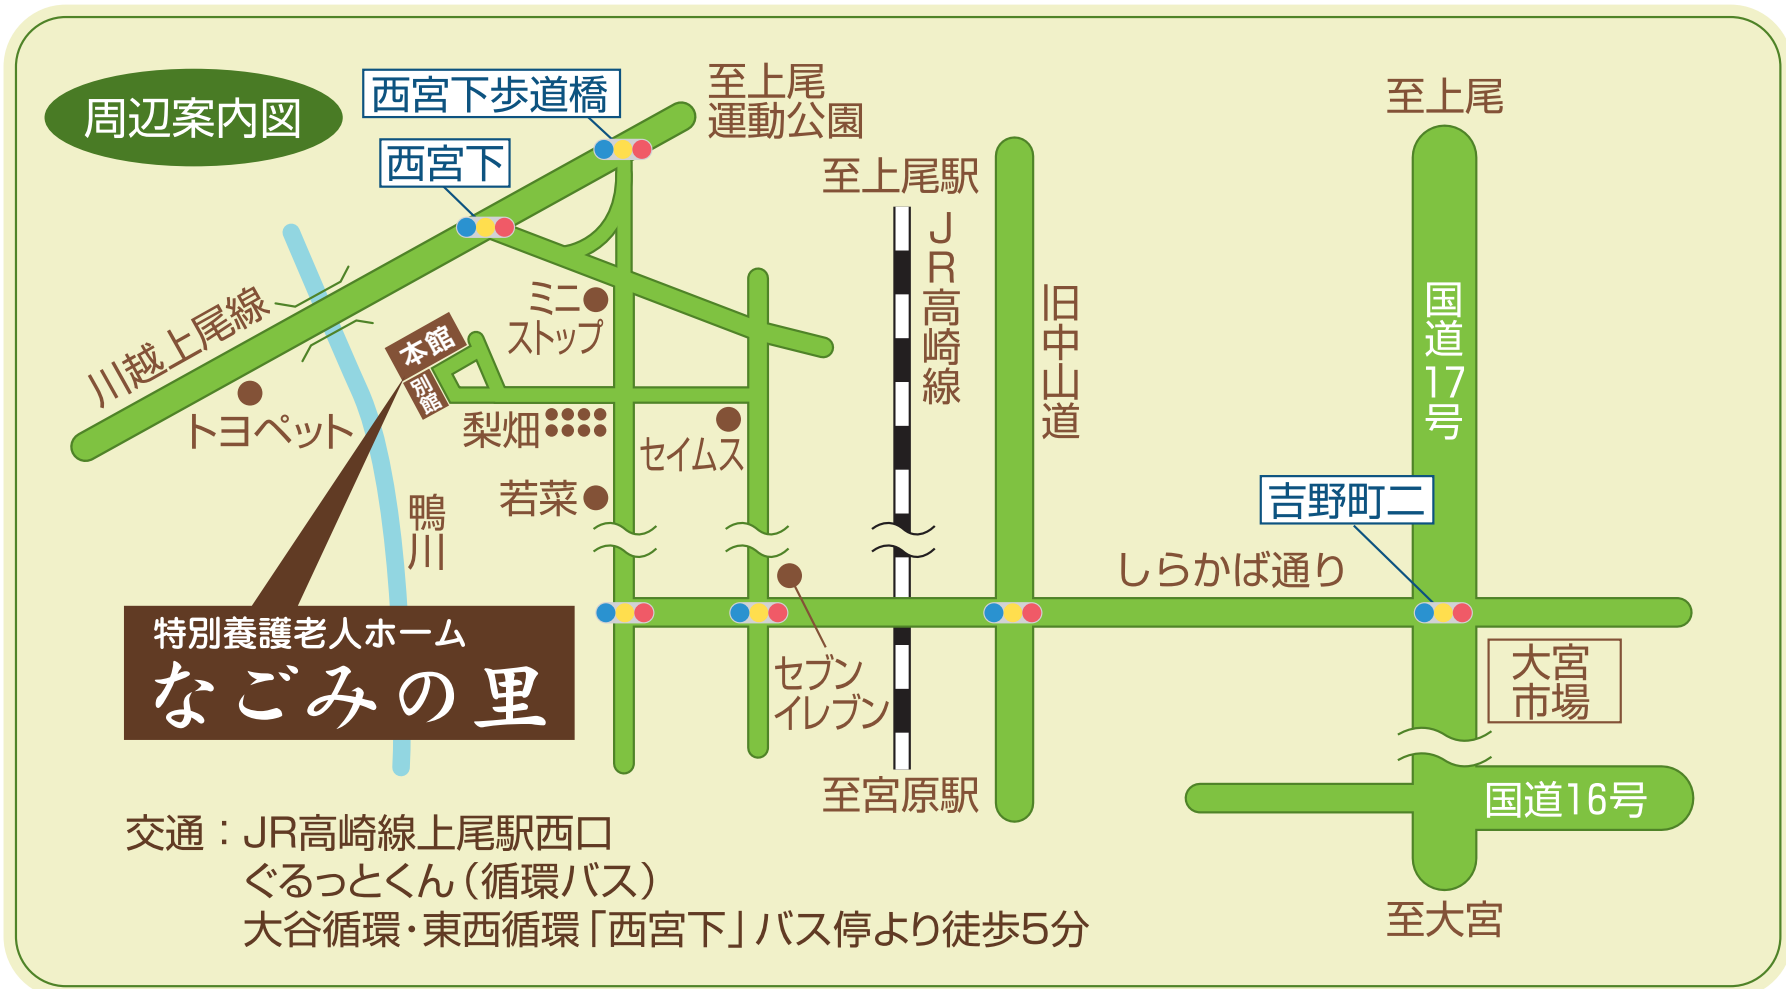 周辺案内図
西宮下歩道橋
西宮下
至上尾
運動公園
至上尾駅
至上尾
JR高崎線
旧中山道
国道17号
川越上尾線
ミニ
ストップ
本館
別館
トヨペット
梨畑
セイムス
若菜
鴨川
吉野町二
しらかば通り
特別養護老人ホーム
なごみの里
セブン
イレブン
大宮
市場
至宮原駅
国道16号
至大宮
交通：JR高崎線上尾駅西口
ぐるっとくん（循環バス）
大谷循環・東西循環「西宮下」バス停より徒歩5分